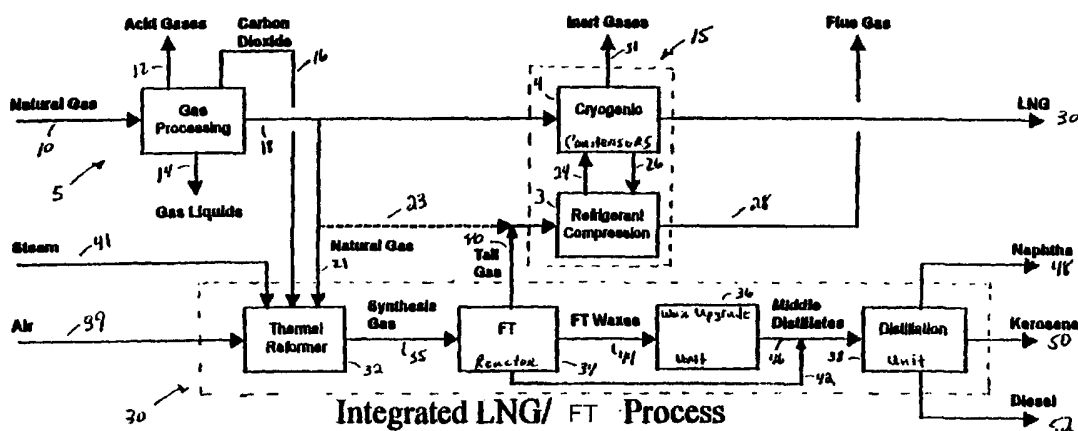 Acid Gases
Carbon
Dioxide
Inert Gases
Flue Gas
12
16
31
15
Natural Gas
Gas
Processing
4
Cryogenic
Condensors
LNG
30
10
18
5
14
24
26
Gas Liquids
23
3
Refrigerant
Compression
28
Steam
41
Natural Gas
21
40
Tail
Gas
Naphtha
48
Air
39
Thermal
Reformer
32
Synthesis
Gas
35
FT
Reactor
34
FT Waxes
44
36
Wax Upgrade
Unit
Middle
Distillates
46
42
38
Distillation
Unit
Kerosene
50
30
Diesel
52
Integrated LNG/ FT Process